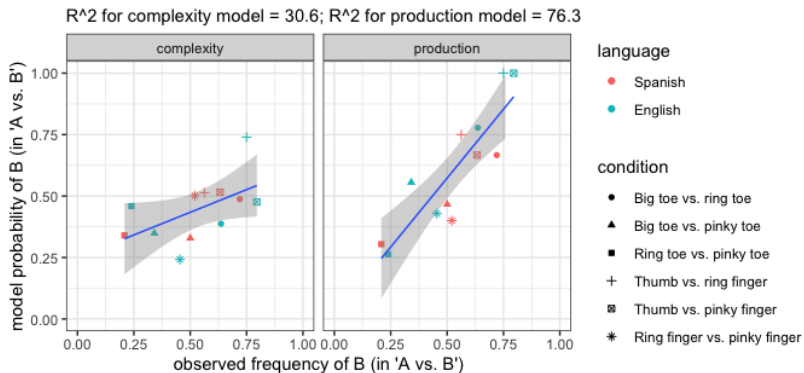 R^2 for complexity model = 30.6; R^2 for production model = 76.3
complexity
production
model probability of B (in 'A vs. B')
1.00
0.75
0.50
0.25
0.00
0.00 0.25 0.50 0.75 1.00
0.00 0.25 0.50 0.75 1.00
observed frequency of B (in 'A vs. B')
language
Spanish
English
condition
Big toe vs. ring toe
Big toe vs. pinky toe
Ring toe vs. pinky toe
Thumb vs. ring finger
Thumb vs. pinky finger
Ring finger vs. pinky finger